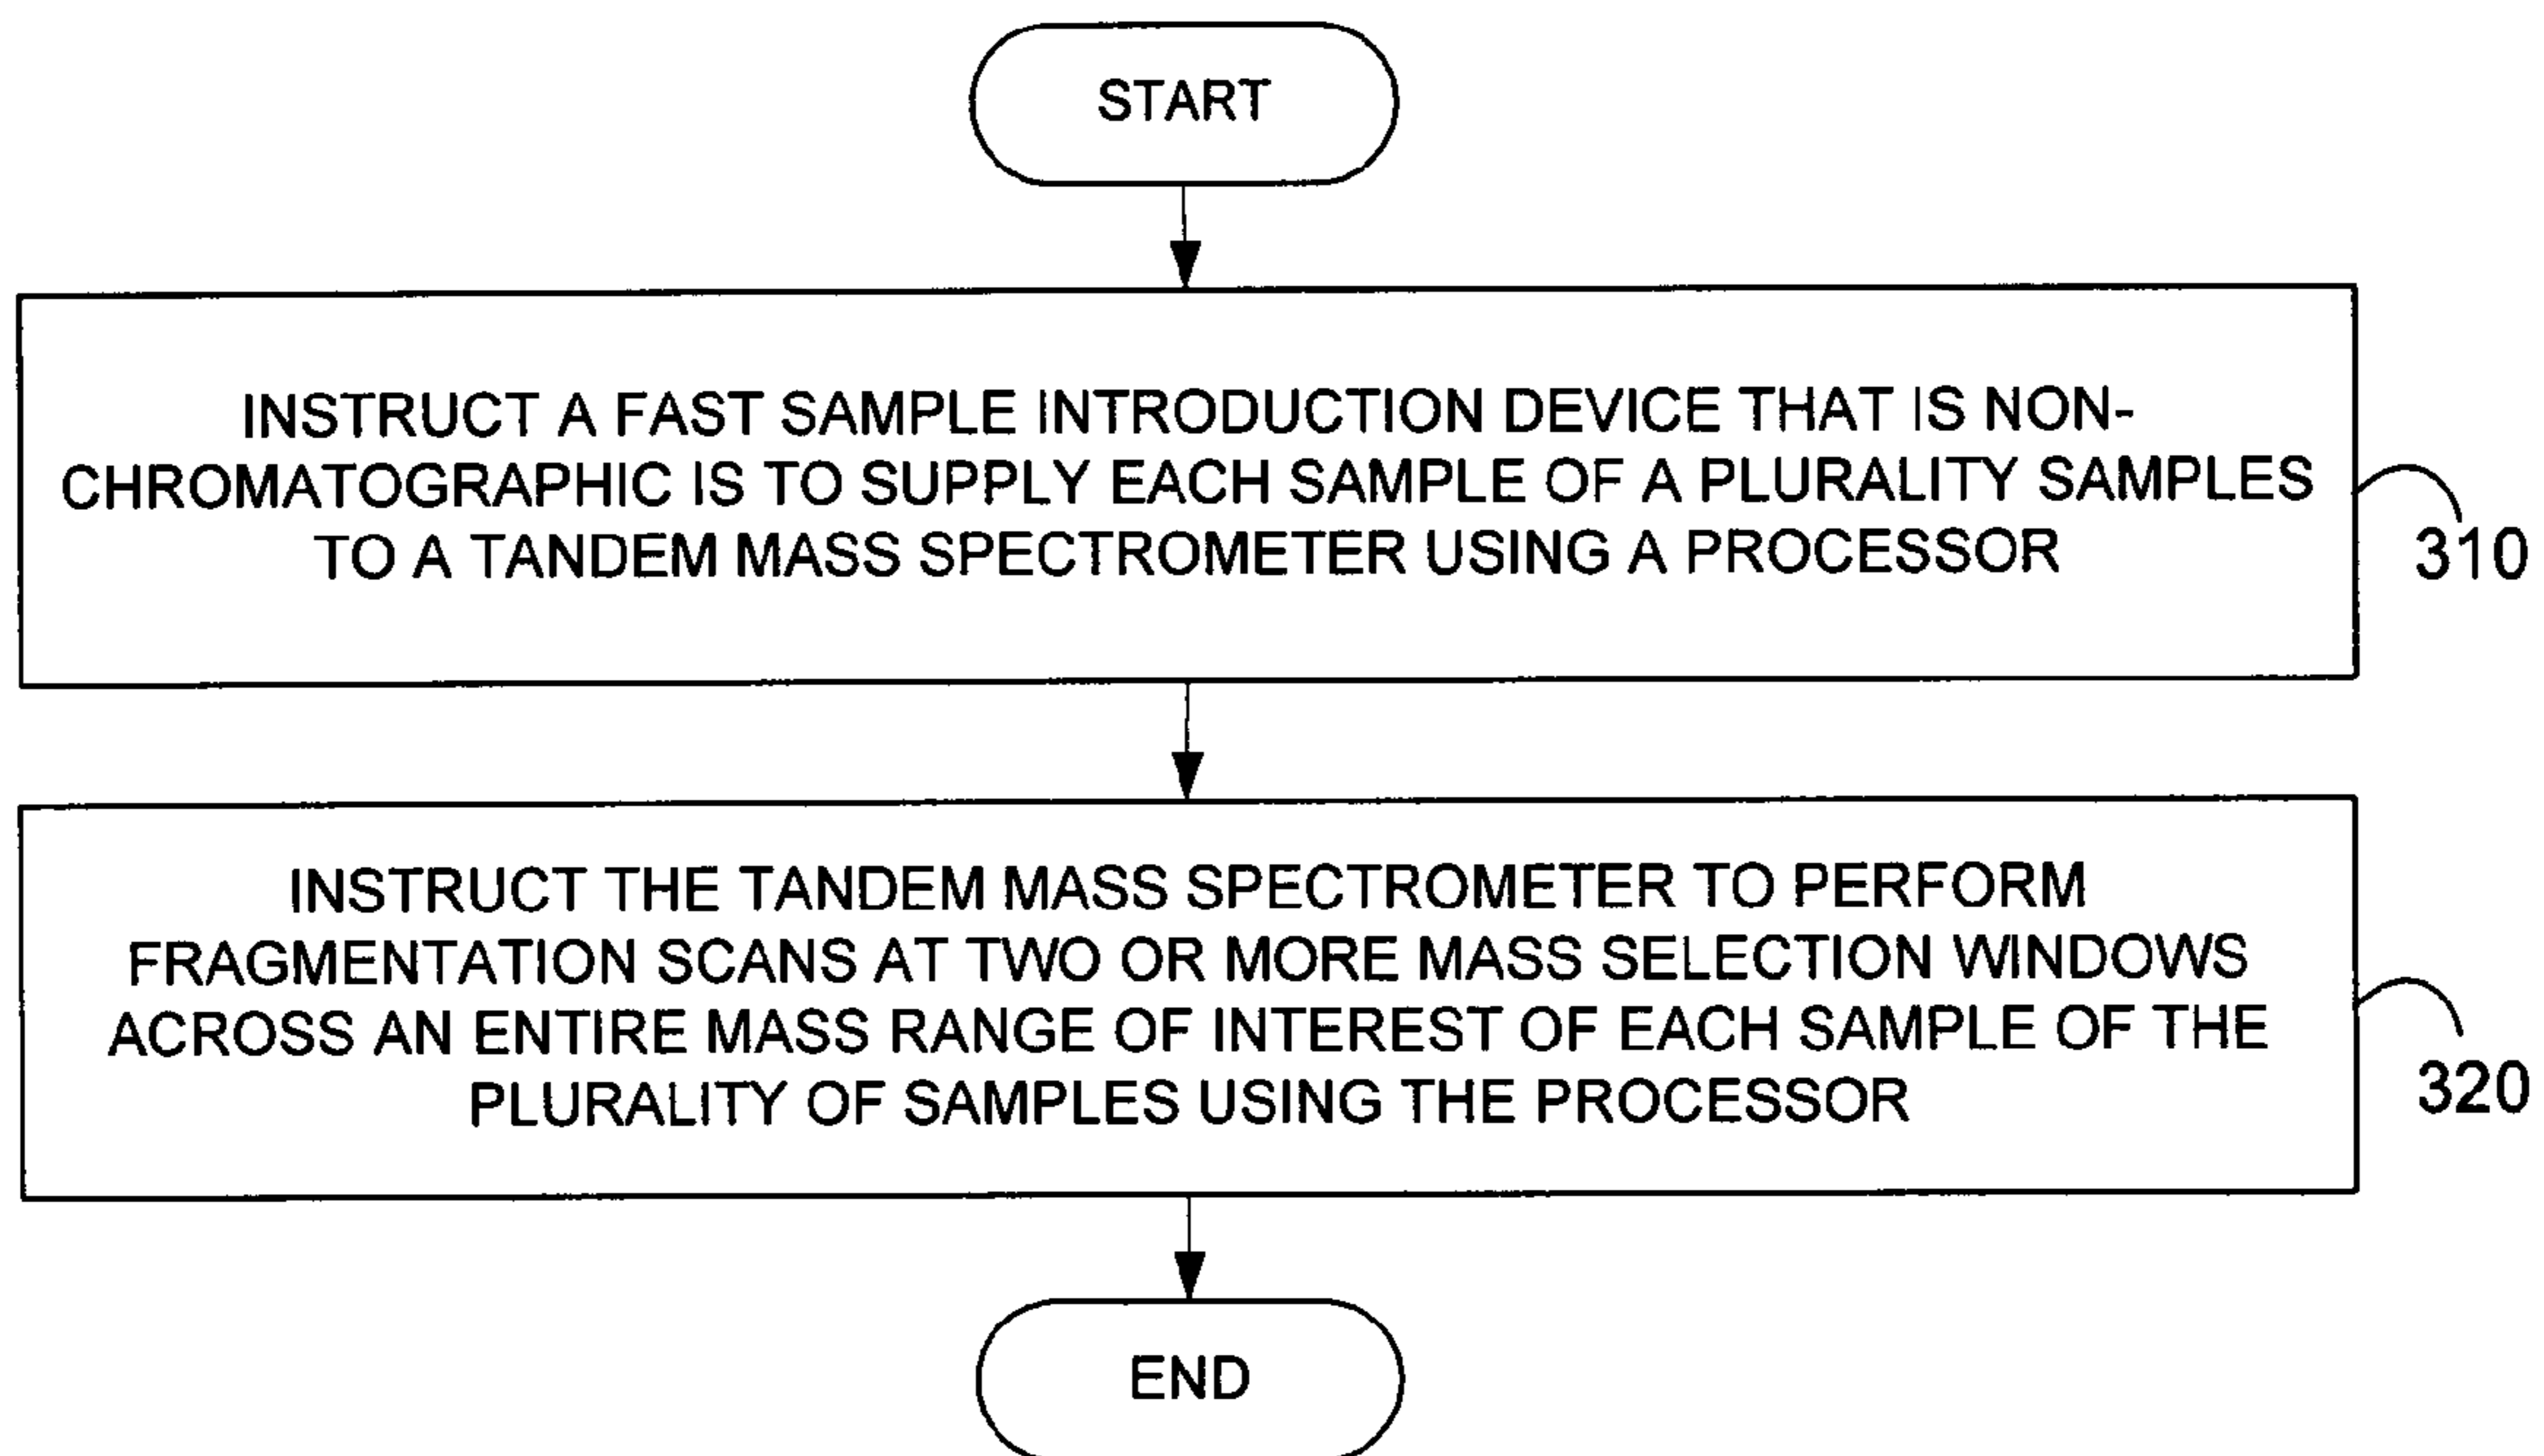 START
INSTRUCT A FAST SAMPLE INTRODUCTION DEVICE THAT IS NON-
CHROMATOGRAPHIC IS TO SUPPLY EACH SAMPLE OF A PLURALITY SAMPLES
TO A TANDEM MASS SPECTROMETER USING A PROCESSOR
310
INSTRUCT THE TANDEM MASS SPECTROMETER TO PERFORM
FRAGMENTATION SCANS AT TWO OR MORE MASS SELECTION WINDOWS
ACROSS AN ENTIRE MASS RANGE OF INTEREST OF EACH SAMPLE OF THE
PLURALITY OF SAMPLES USING THE PROCESSOR
320
END